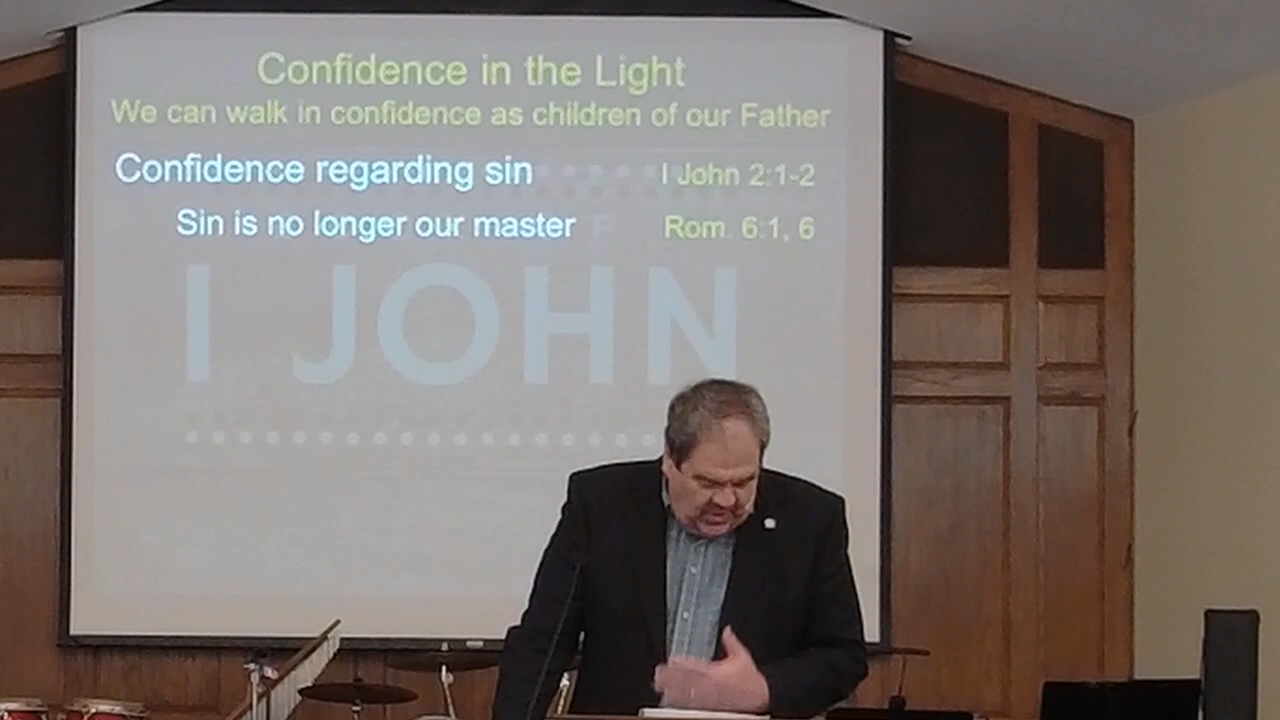 Confidence in the Light
We can walk in confidence as children of our Father
Confidence regarding sin I John 2:1-2
Sin is no longer our master Rom. 6:1, 6
I JOHN